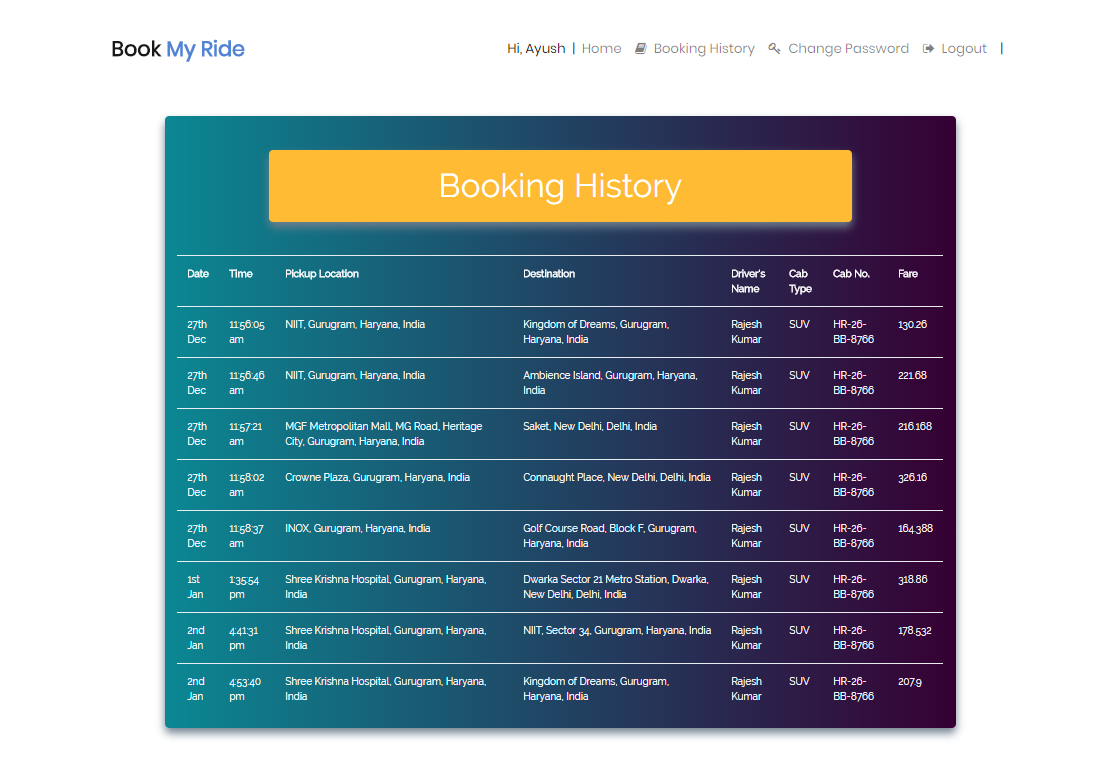 Book My Ride
Hi, Ayush | Home Booking History Change Password Logout |
Booking History
Date Time Pickup Location Destination Driver's Name Cab Type Cab No. Fare
27th Dec 11:56:05 am NIIT, Gurugram, Haryana, India Kingdom of Dreams, Gurugram, Haryana, India Rajesh Kumar SUV HR-26-BB-8766 130.26
27th Dec 11:56:46 am NIIT, Gurugram, Haryana, India Ambience Island, Gurugram, Haryana, India Rajesh Kumar SUV HR-26-BB-8766 221.68
27th Dec 11:57:21 am MGF Metropolitan Mall, MG Road, Heritage City, Gurugram, Haryana, India Saket, New Delhi, Delhi, India Rajesh Kumar SUV HR-26-BB-8766 216.168
27th Dec 11:58:02 am Crowne Plaza, Gurugram, Haryana, India Connaught Place, New Delhi, Delhi, India Rajesh Kumar SUV HR-26-BB-8766 326.16
27th Dec 11:58:37 am INOX, Gurugram, Haryana, India Golf Course Road, Block F, Gurugram, Haryana, India Rajesh Kumar SUV HR-26-BB-8766 164.388
1st Jan 1:35:54 pm Shree Krishna Hospital, Gurugram, Haryana, India Dwarka Sector 21 Metro Station, Dwarka, New Delhi, Delhi, India Rajesh Kumar SUV HR-26-BB-8766 318.86
2nd Jan 4:41:31 pm Shree Krishna Hospital, Gurugram, Haryana, India NIIT, Sector 34, Gurugram, Haryana, India Rajesh Kumar SUV HR-26-BB-8766 178.532
2nd Jan 4:53:40 pm Shree Krishna Hospital, Gurugram, Haryana, India Kingdom of Dreams, Gurugram, Haryana, India Rajesh Kumar SUV HR-26-BB-8766 207.9